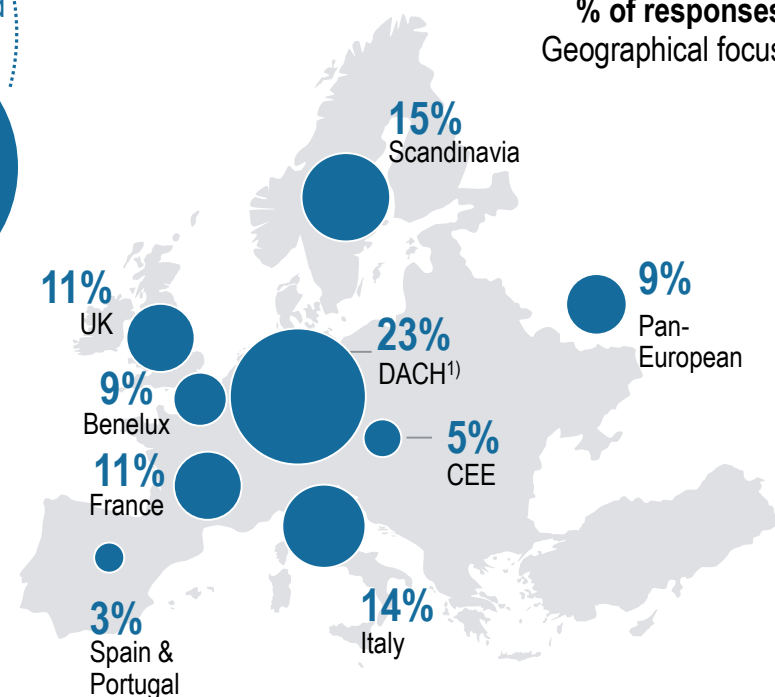 % of responses
Geographical focus
15%
Scandinavia
11%
UK
9%
Pan-
European
23%
DACH1)
9%
Benelux
5%
CEE
11%
France
14%
Italy
3%
Spain &
Portugal